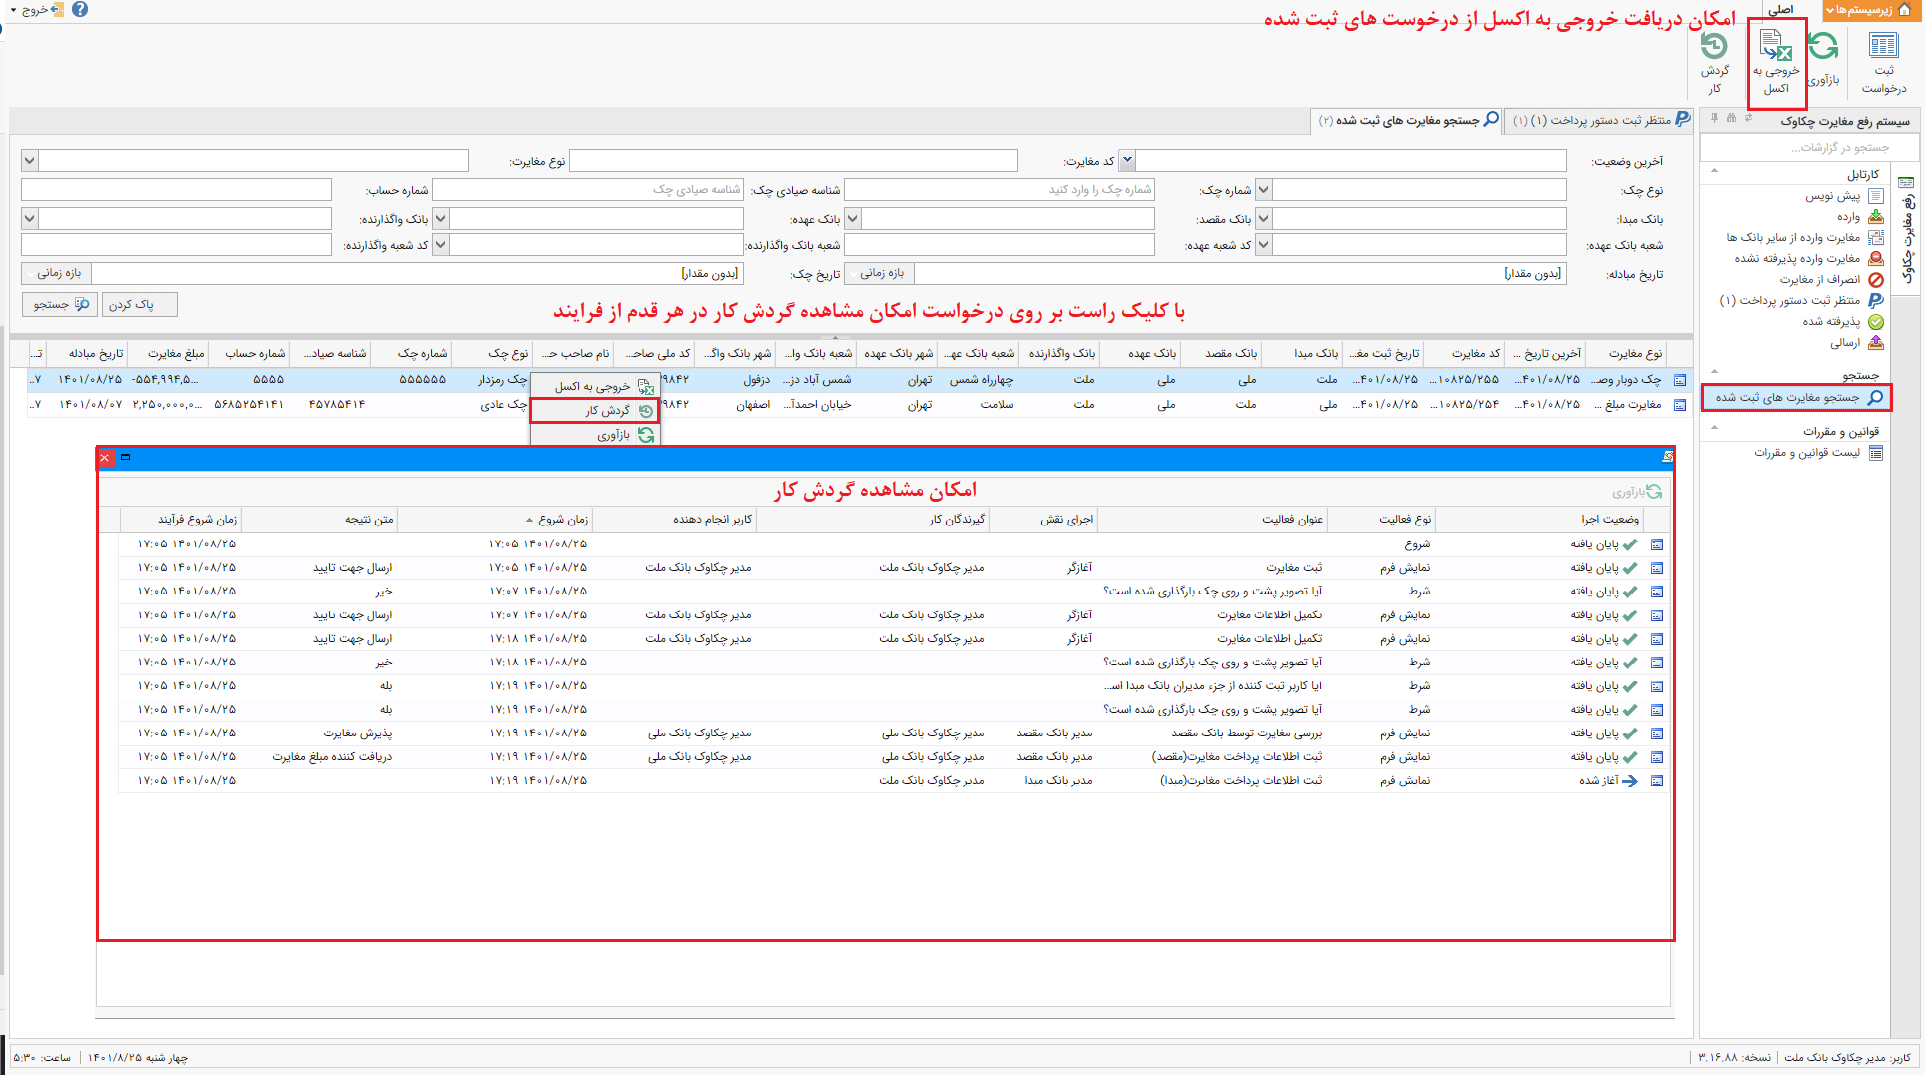 زیرسیستم‌ها
اصلی
امکان دریافت خروجی به اکسل از درخوست های ثبت شده
خروج
ثبت درخواست
بازآوری
خروجی به اکسل
گردش کار
سیستم رفع مغایرت چکاوک
جستجو در گزارشات...
رفع مغایرت چکاوک
کارتابل
پیش نویس
وارده
مغایرت وارده از سایر بانک ها
مغایرت وارده پذیرفته نشده
انصراف از مغایرت
منتظر ثبت دستور پرداخت (۱)
پذیرفته شده
ارسالی
جستجو
جستجو مغایرت های ثبت شده
قوانین و مقررات
لیست قوانین و مقررات
منتظر ثبت دستور پرداخت (۱) (۱)
جستجو مغایرت های ثبت شده (۲)
آخرین وضعیت: کد مغایرت: نوع مغایرت:
نوع چک: شماره چک: شماره چک را وارد کنید شناسه صیادی چک: شناسه صیادی چک شماره حساب:
بانک مبدا: بانک مقصد: بانک عهده: بانک واگذارنده:
شعبه بانک عهده: کد شعبه عهده: شعبه بانک واگذارنده: کد شعبه واگذارنده:
تاریخ مبادله: [بدون مقدار] بازه زمانی تاریخ چک: [بدون مقدار] بازه زمانی
پاک کردن جستجو
با کلیک راست بر روی درخواست امکان مشاهده گردش کار در هر قدم از فرایند
نوع مغایرت آخرین تاریخ ... کد مغایرت تاریخ ثبت مغ... بانک مبدا بانک مقصد بانک عهده بانک واگذارنده شعبه بانک عه... شهر بانک عهده شعبه بانک وا... شهر بانک واگ... کد ملی صاحـ... نام صاحب حـ... نوع چک شماره چک شناسه صیاد... شماره حساب مبلغ مغایرت تاریخ مبادله تـ...
چک دوبار وصـ... ۴۰۱/۰۸/۲۵... ۱۰۸۲۵/۲۵۵... ۴۰۱/۰۸/۲۵... ملت ملی ملی ملت چهارراه شمس تهران شمس آباد دز... دزفول ۲۹۸۴۲ چک رمزدار ۵۵۵۵۵۵ ۵۵۵۵ -۵۵۴,۹۹۴,۵... ۱۴۰۱/۰۸/۲۵ ۷...
مغایرت مبلغ ... ۴۰۱/۰۸/۲۵... ۱۰۸۲۵/۲۵۴... ۴۰۱/۰۸/۲۵... ملی ملت ملی ملت سلامت تهران خیابان احمدآ... اصفهان ۲۹۸۴۲ چک عادی ۴۵۷۸۵۴۱۴ ۵۶۸۵۲۵۴۱۴۱ ۲,۲۵۰,۰۰۰,۰... ۱۴۰۱/۰۸/۰۷ ۷...
خروجی به اکسل
گردش کار
بازآوری
امکان مشاهده گردش کار
بازآوری
وضعیت اجرا نوع فعالیت عنوان فعالیت اجرای نقش گیرندگان کار کاربر انجام دهنده زمان شروع متن نتیجه زمان شروع فرآیند
پایان یافته شروع ۱۴۰۱/۰۸/۲۵ ۱۷:۰۵ ۱۴۰۱/۰۸/۲۵ ۱۷:۰۵
پایان یافته نمایش فرم ثبت مغایرت آغازگر مدیر چکاوک بانک ملت مدیر چکاوک بانک ملت ۱۴۰۱/۰۸/۲۵ ۱۷:۰۵ ارسال جهت تایید ۱۴۰۱/۰۸/۲۵ ۱۷:۰۵
پایان یافته شرط آیا تصویر پشت و روی چک بارگذاری شده است؟ ۱۴۰۱/۰۸/۲۵ ۱۷:۰۷ خیر ۱۴۰۱/۰۸/۲۵ ۱۷:۰۵
پایان یافته نمایش فرم تکمیل اطلاعات مغایرت آغازگر مدیر چکاوک بانک ملت مدیر چکاوک بانک ملت ۱۴۰۱/۰۸/۲۵ ۱۷:۰۷ ارسال جهت تایید ۱۴۰۱/۰۸/۲۵ ۱۷:۰۵
پایان یافته نمایش فرم تکمیل اطلاعات مغایرت آغازگر مدیر چکاوک بانک ملت مدیر چکاوک بانک ملت ۱۴۰۱/۰۸/۲۵ ۱۷:۱۸ ارسال جهت تایید ۱۴۰۱/۰۸/۲۵ ۱۷:۰۵
پایان یافته شرط آیا تصویر پشت و روی چک بارگذاری شده است؟ ۱۴۰۱/۰۸/۲۵ ۱۷:۱۸ خیر ۱۴۰۱/۰۸/۲۵ ۱۷:۰۵
پایان یافته شرط آیا کاربر ثبت کننده از جزء مدیران بانک مبدا اسـ... ۱۴۰۱/۰۸/۲۵ ۱۷:۱۹ بله ۱۴۰۱/۰۸/۲۵ ۱۷:۰۵
پایان یافته شرط آیا تصویر پشت و روی چک بارگذاری شده است؟ ۱۴۰۱/۰۸/۲۵ ۱۷:۱۹ بله ۱۴۰۱/۰۸/۲۵ ۱۷:۰۵
پایان یافته نمایش فرم بررسی مغایرت توسط بانک مقصد مدیر بانک مقصد مدیر چکاوک بانک ملی مدیر چکاوک بانک ملی ۱۴۰۱/۰۸/۲۵ ۱۷:۱۹ پذیرش مغایرت ۱۴۰۱/۰۸/۲۵ ۱۷:۰۵
پایان یافته نمایش فرم ثبت اطلاعات پرداخت مغایرت(مقصد) مدیر بانک مقصد مدیر چکاوک بانک ملی مدیر چکاوک بانک ملی ۱۴۰۱/۰۸/۲۵ ۱۷:۱۹ دریافت کننده مبلغ مغایرت ۱۴۰۱/۰۸/۲۵ ۱۷:۰۵
آغاز شده نمایش فرم ثبت اطلاعات پرداخت مغایرت(مبدا) مدیر بانک مبدا مدیر چکاوک بانک ملت ۱۴۰۱/۰۸/۲۵ ۱۷:۱۹ ۱۴۰۱/۰۸/۲۵ ۱۷:۰۵
کاربر: مدیر چکاوک بانک ملت نسخه: ۳.۱۶.۸۸ چهار شنبه ۱۴۰۱/۸/۲۵ ساعت: ۵:۳۰